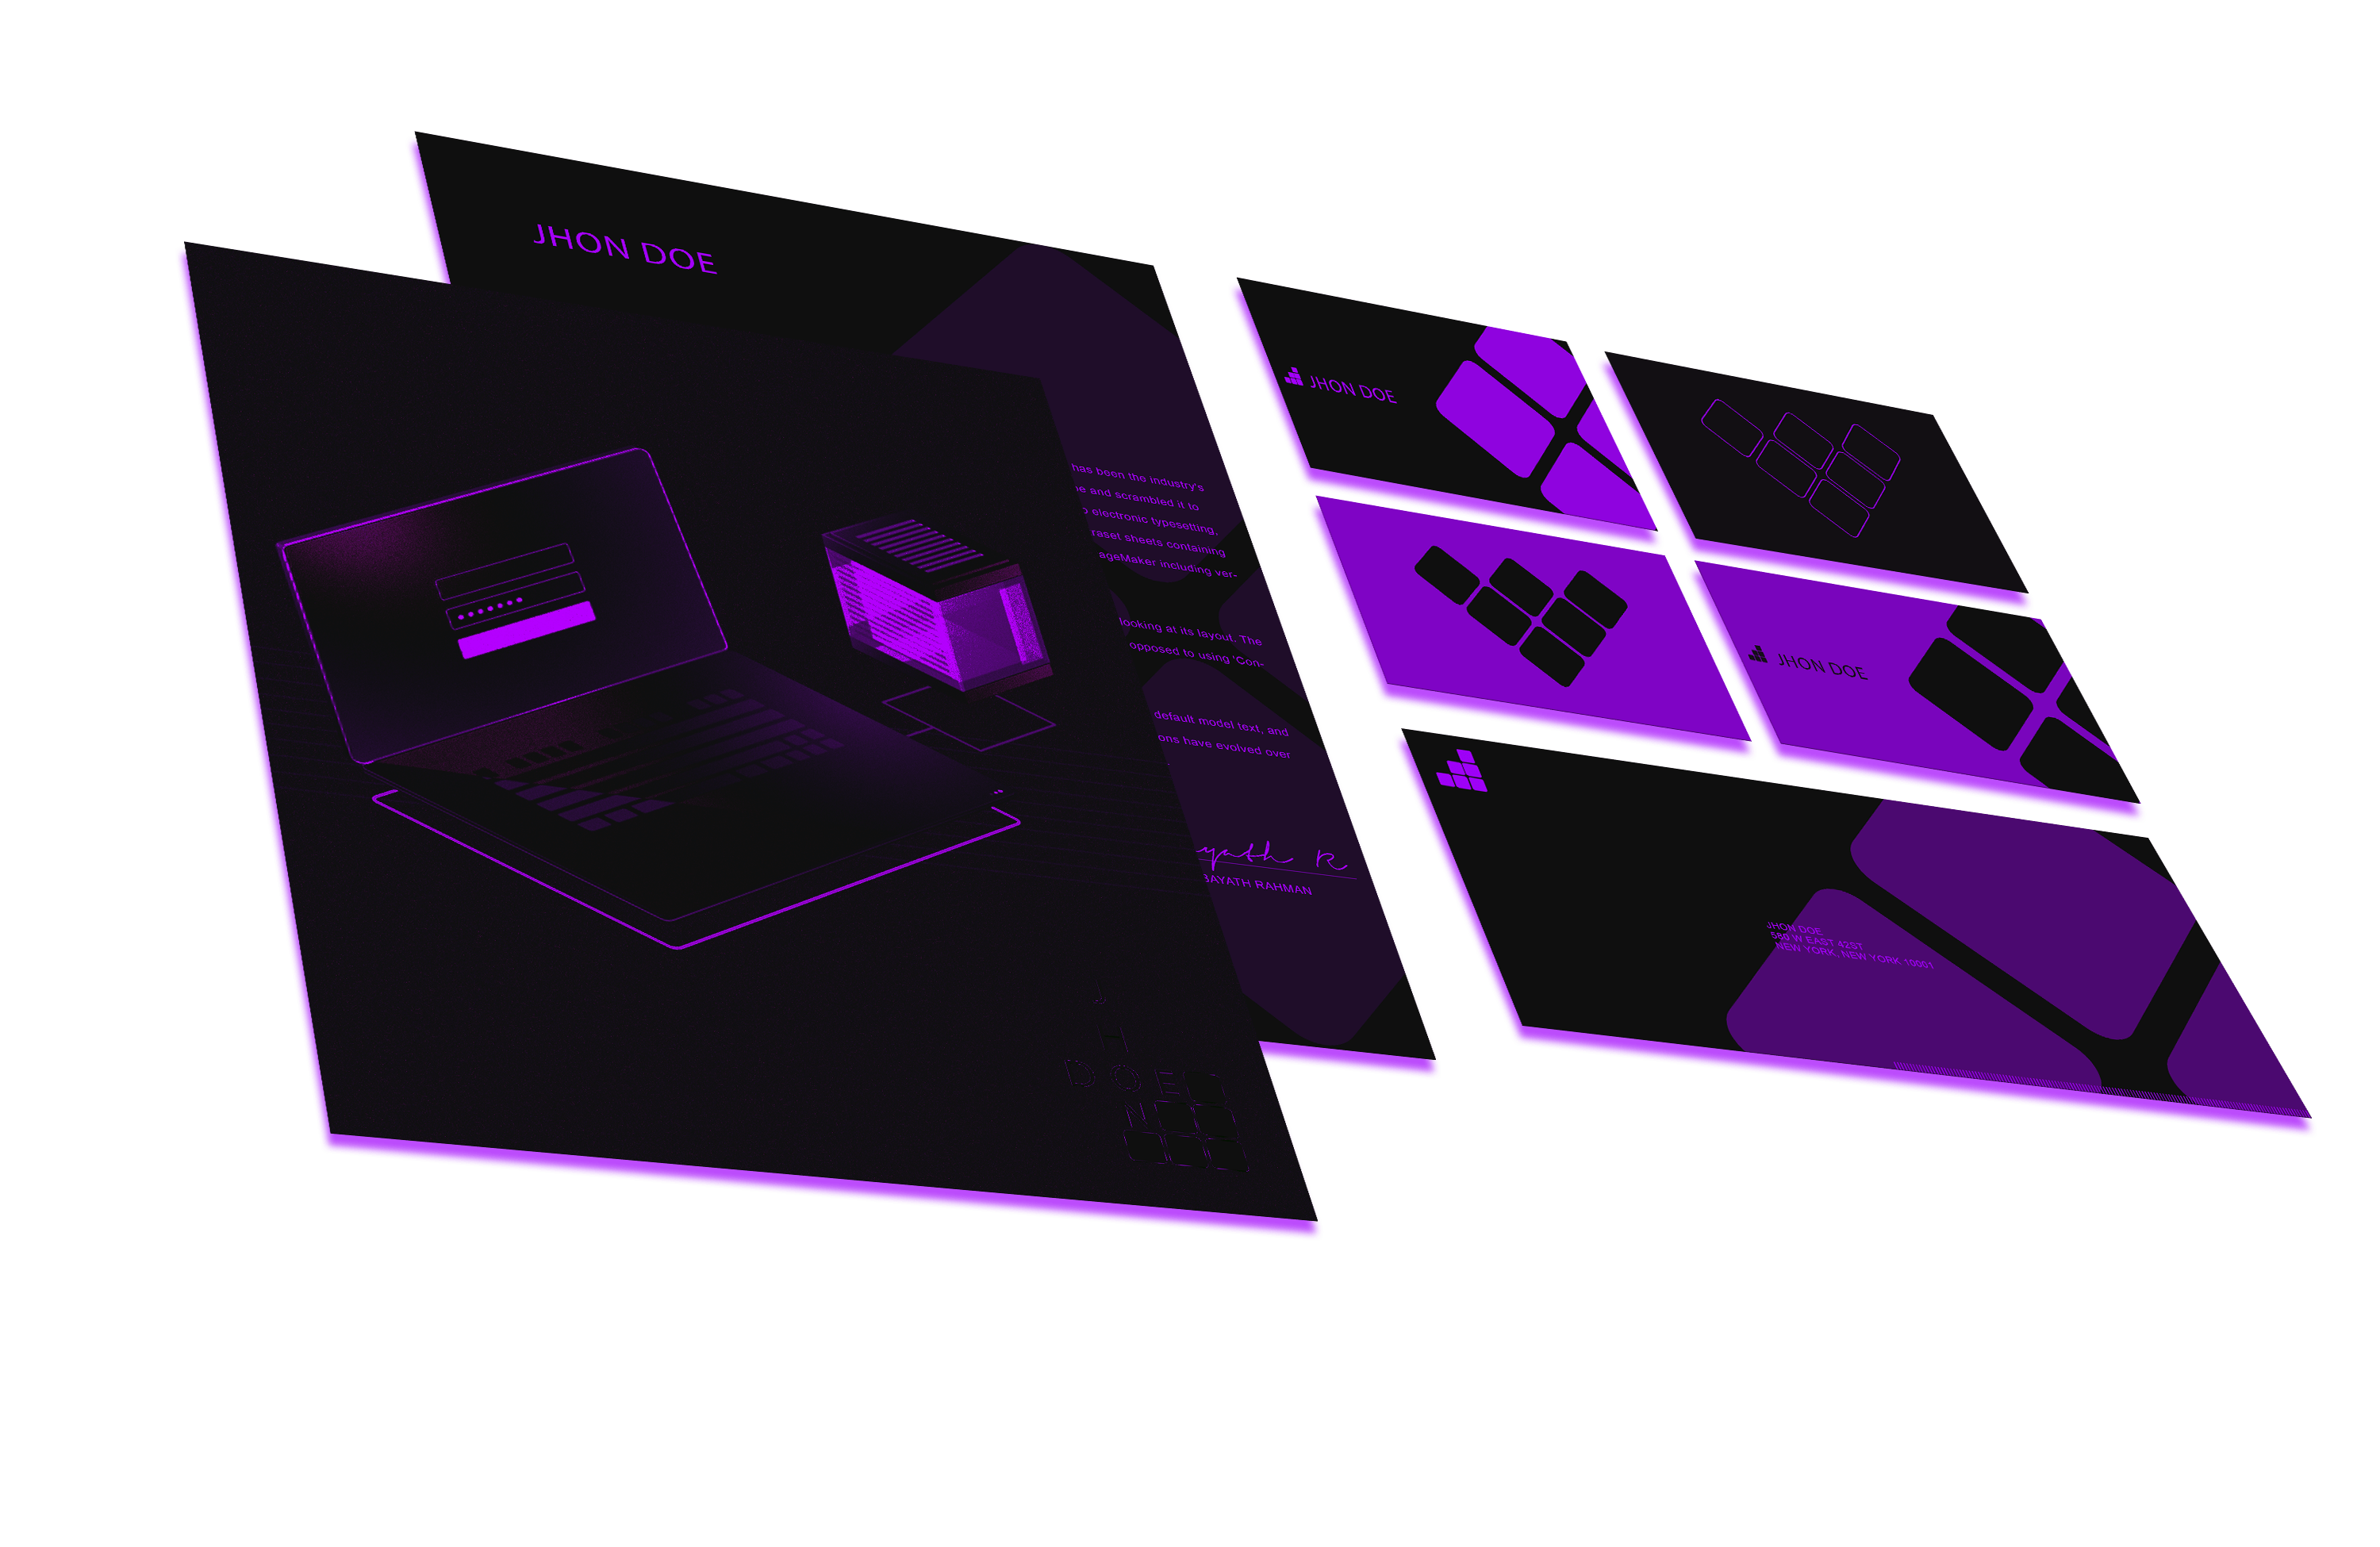 JHON DOE
has been the industry's
and scrambled it to
electronic typesetting,
raset sheets containing
ageMaker including ver-
looking at its layout. The
opposed to using 'Con-
default model text, and
ons have evolved over
BAYATH RAHMAN
J
H
DOE
N
JHON DOE
JHON DOE
JHON DOE
580 W EAST 42ST
NEW YORK, NEW YORK 10001